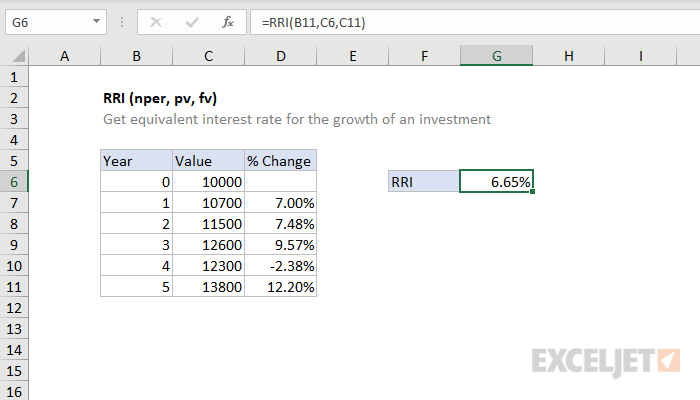 G6 =RRI(B11,C6,C11)
A B C D E F G H I
1
2 RRI (nper, pv, fv)
3 Get equivalent interest rate for the growth of an investment
4
5 Year Value % Change
6 0 10000 RRI 6.65%
7 1 10700 7.00%
8 2 11500 7.48%
9 3 12600 9.57%
10 4 12300 -2.38%
11 5 13800 12.20%
12
13
14
15
16
EXCELJET